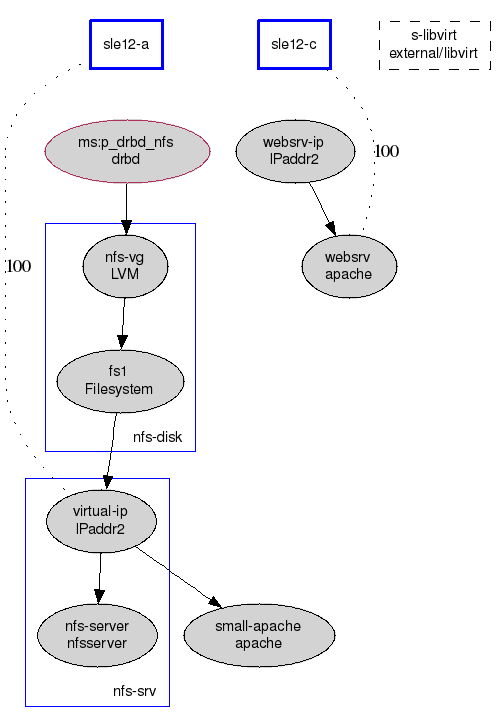 sle12-a
sle12-c
s-libvirt
external/libvirt
ms:p_drbd_nfs
drbd
websrv-ip
IPaddr2
100
nfs-vg
LVM
websrv
apache
100
fs1
Filesystem
nfs-disk
virtual-ip
IPaddr2
nfs-server
nfsserver
small-apache
apache
nfs-srv